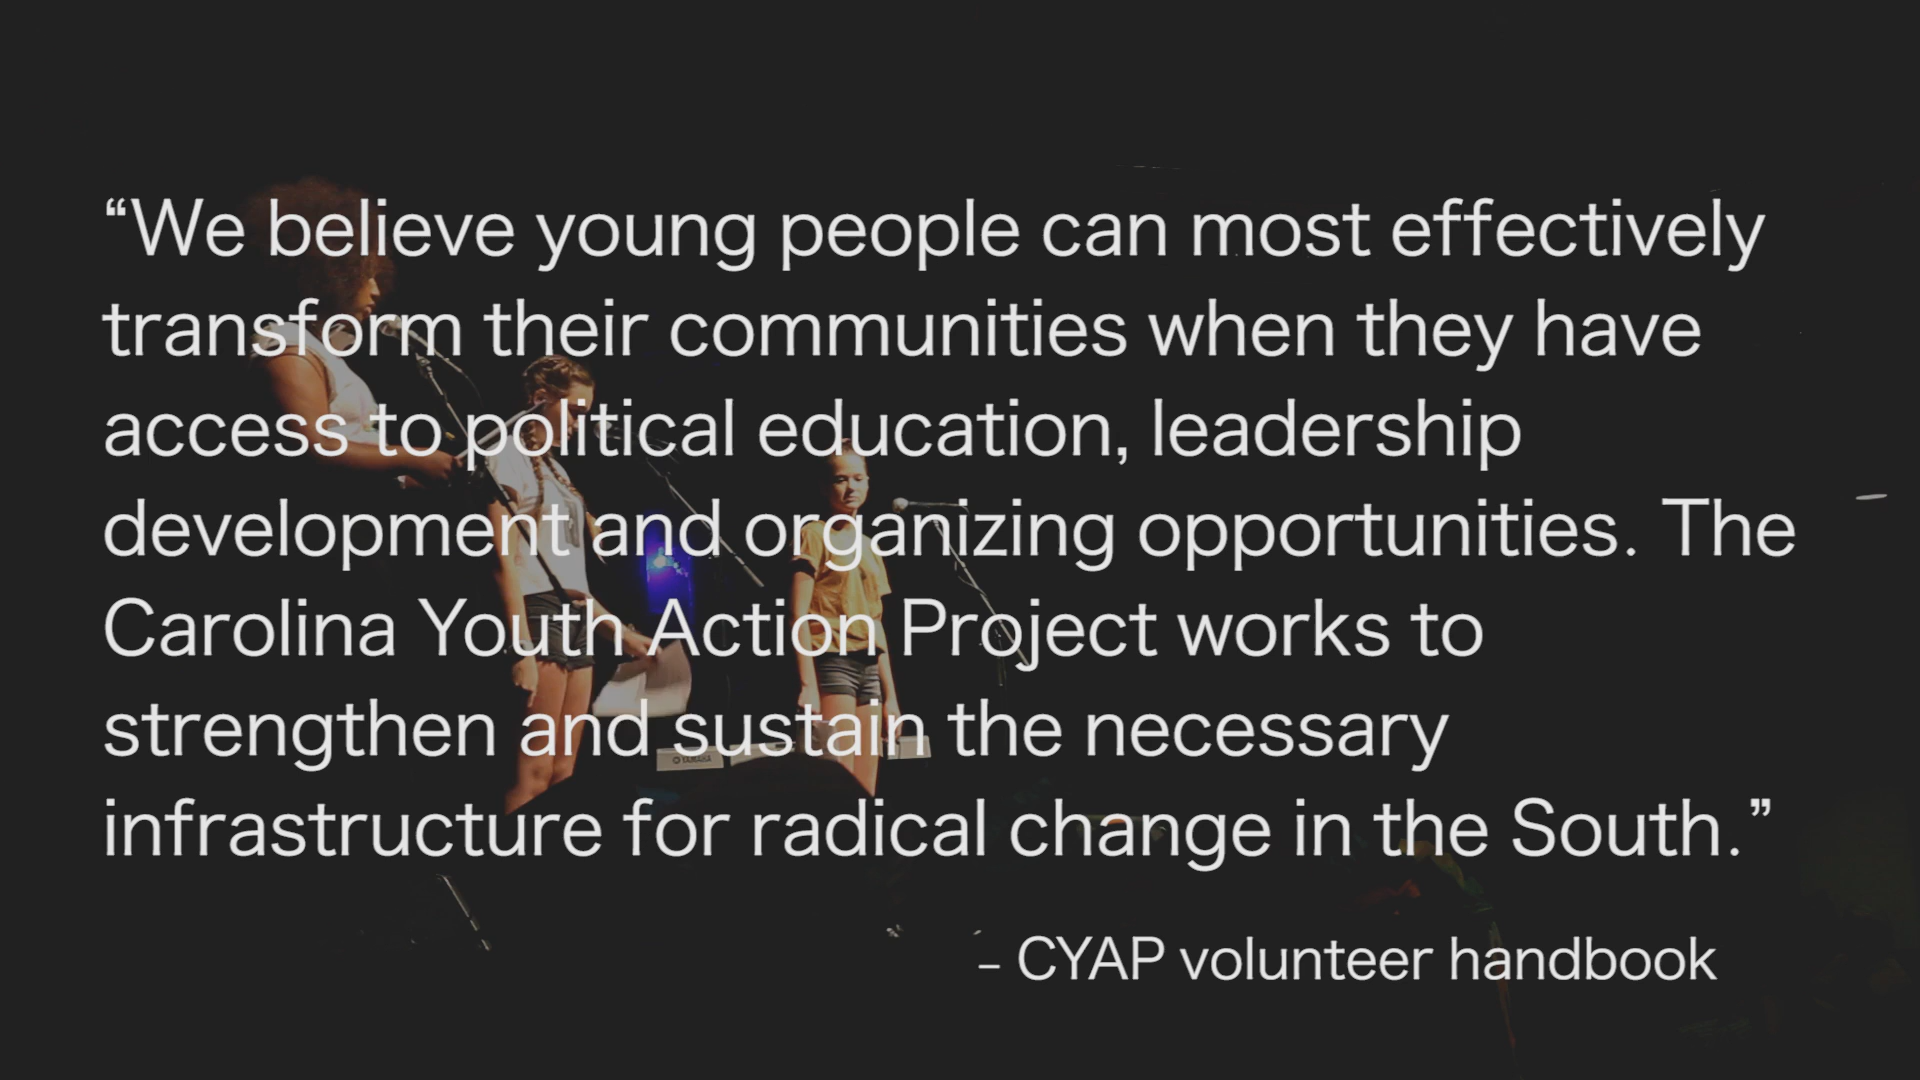 “We believe young people can most effectively
transform their communities when they have
access to political education, leadership
development and organizing opportunities. The
Carolina Youth Action Project works to
strengthen and sustain the necessary
infrastructure for radical change in the South.”
YAMAHA
– CYAP volunteer handbook